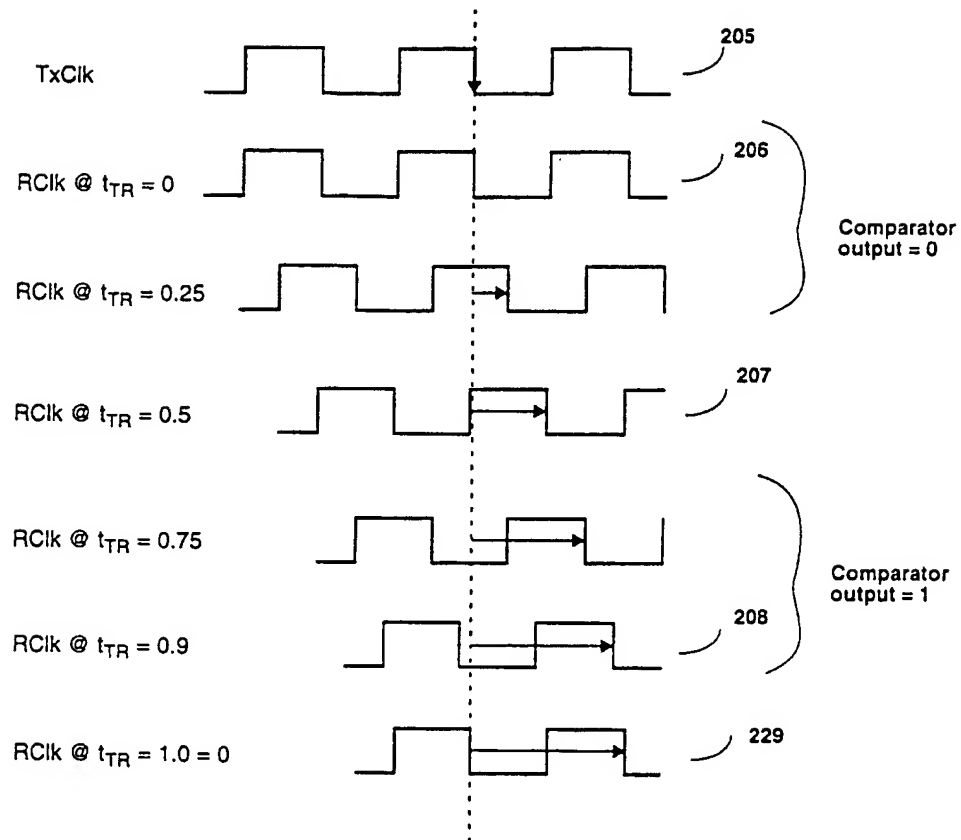 205
TxClk
206
RClk @ tTR = 0
Comparator
output = 0
RClk @ tTR = 0.25
207
RClk @ tTR = 0.5
RClk @ tTR = 0.75
Comparator
output = 1
208
RClk @ tTR = 0.9
229
RClk @ tTR = 1.0 = 0